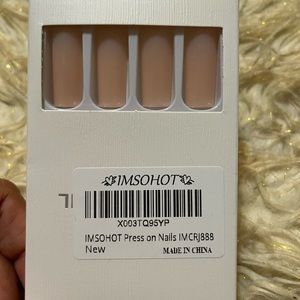 IMSOHOT
X003TQ95YP
IMSOHOT Press on Nails IMCRJ888
New MADE IN CHINA